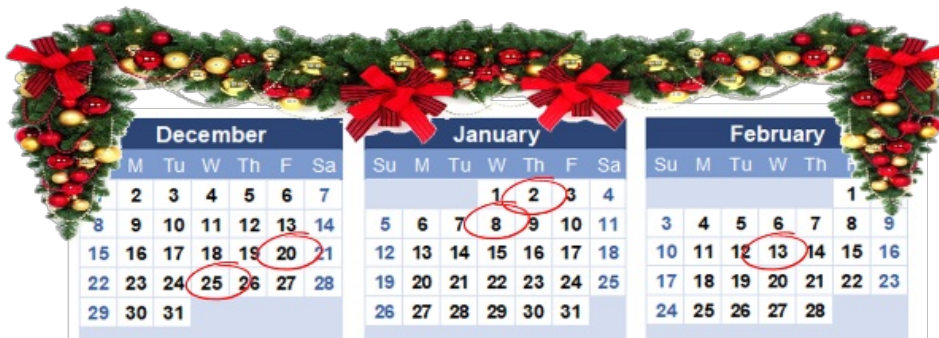 December
M Tu W Th F Sa
2 3 4 5 6 7
8 9 10 11 12 13 14
15 16 17 18 19 20 21
22 23 24 25 26 27 28
29 30 31
January
Su M Tu W Th F Sa
1 2 3 4
5 6 7 8 9 10 11
12 13 14 15 16 17 18
19 20 21 22 23 24 25
26 27 28 29 30 31
February
Su M Tu W Th
1
3 4 5 6 7 8 9
10 11 12 13 14 15 16
17 18 19 20 21 22 23
24 25 26 27 28